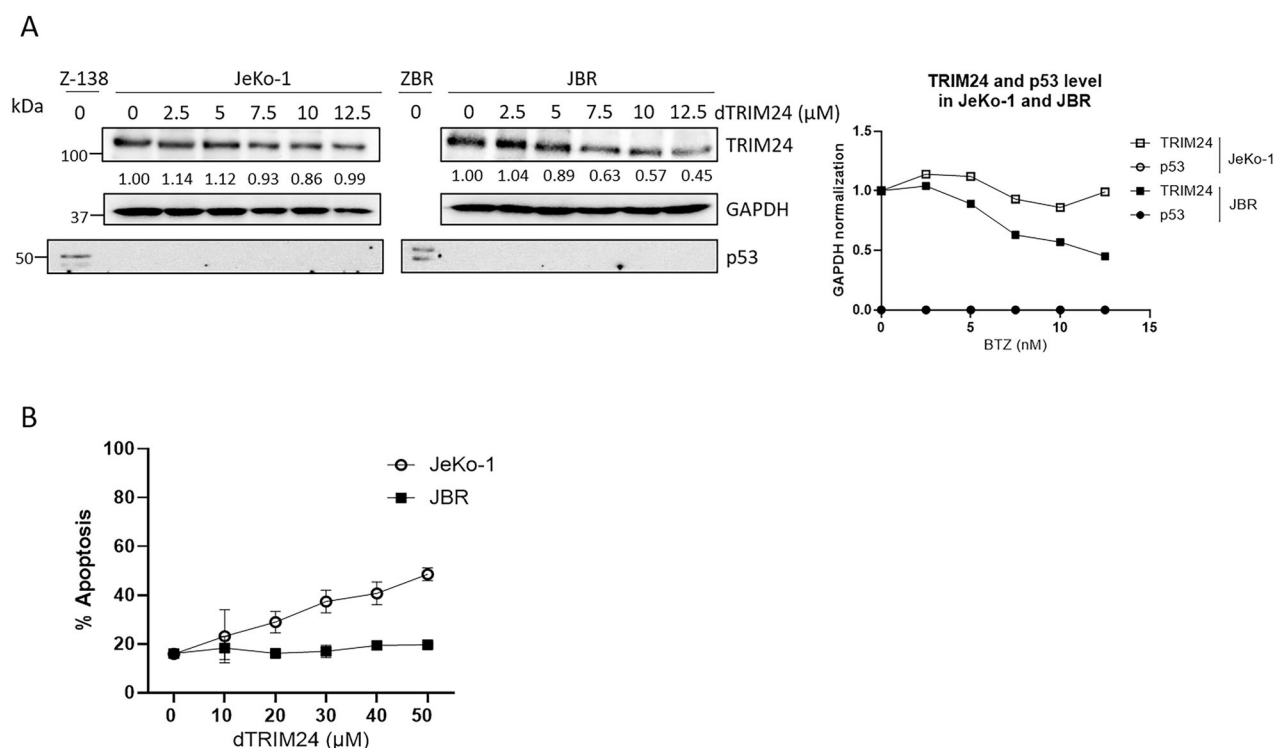 A
Z-138 JeKo-1 ZBR JBR
kDa 0 0 2.5 5 7.5 10 12.5 0 0 2.5 5 7.5 10 12.5 dTRIM24 (µM)
100 TRIM24
1.00 1.14 1.12 0.93 0.86 0.99 1.00 1.04 0.89 0.63 0.57 0.45
37 GAPDH
50 p53
TRIM24 and p53 level
in JeKo-1 and JBR
GAPDH normalization
1.5
1.0
0.5
0.0
0 5 10 15
BTZ (nM)
TRIM24
p53
JeKo-1
TRIM24
p53
JBR
B
% Apoptosis
100
80
60
40
20
0
0 10 20 30 40 50
dTRIM24 (µM)
JeKo-1
JBR